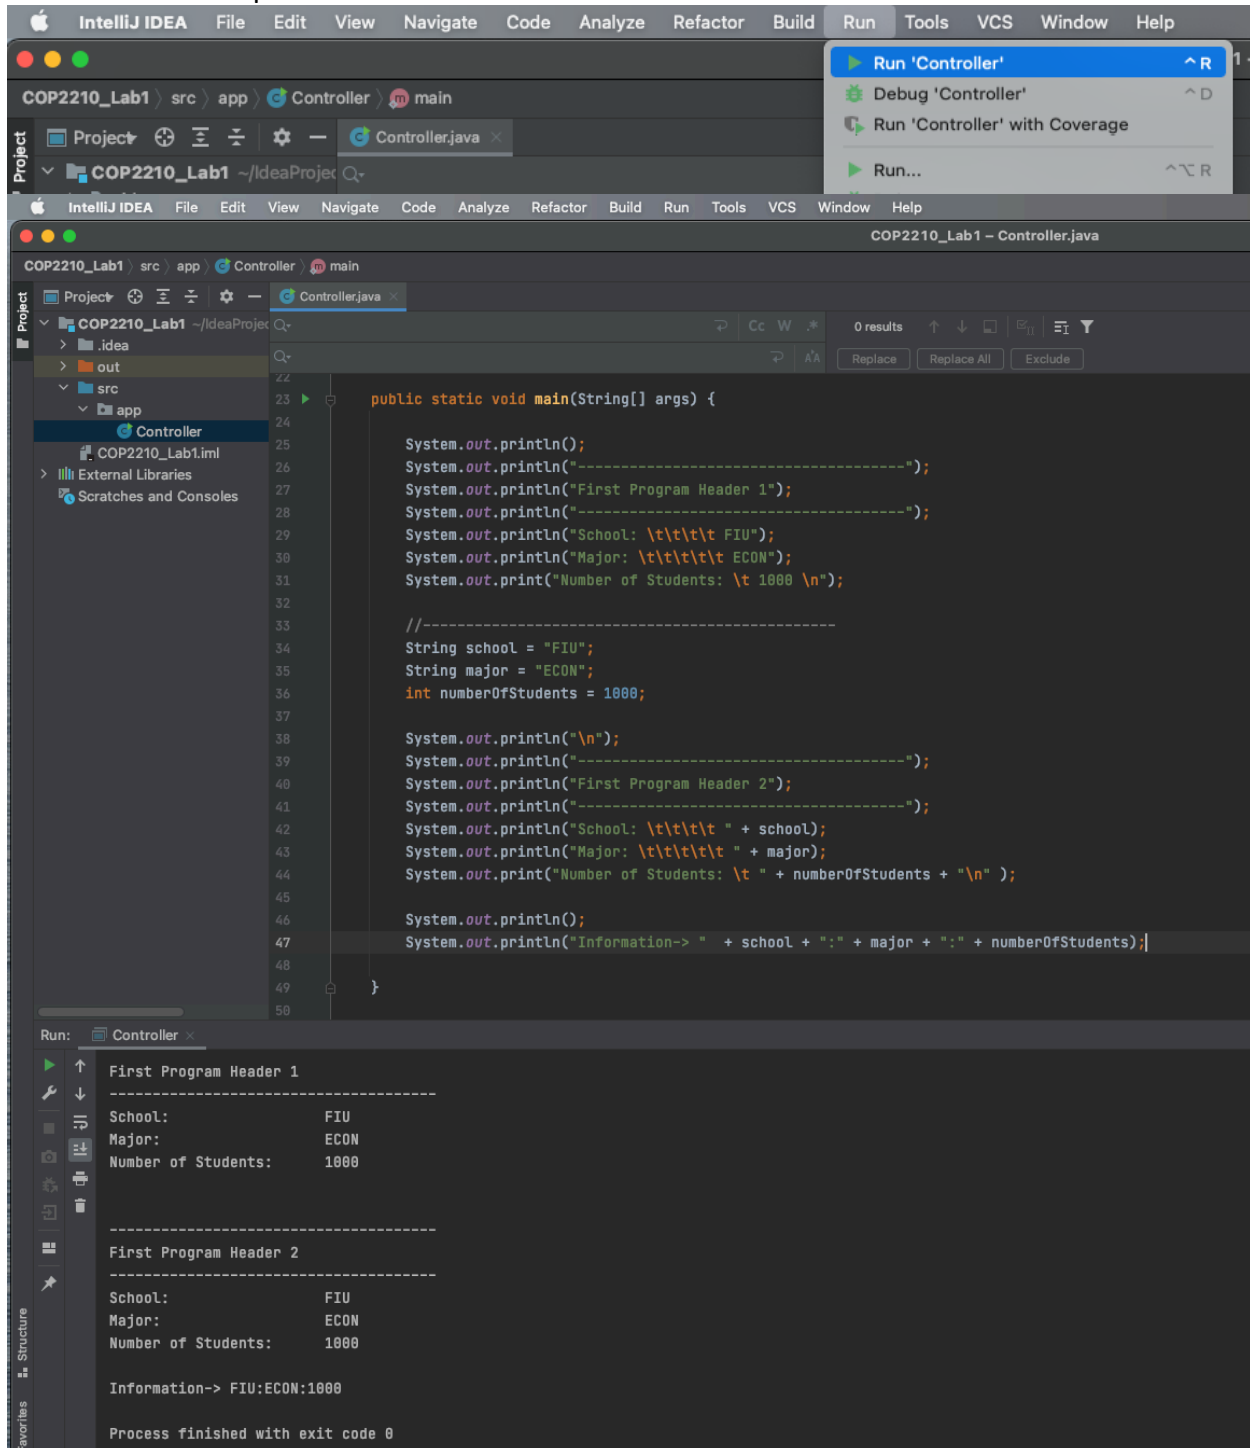 IntelliJ IDEA File Edit View Navigate Code Analyze Refactor Build Run Tools VCS Window Help
Run 'Controller' ^ R
COP2210_Lab1 src app Controller main
Debug 'Controller' ^ D
Project Controller.java
Run 'Controller' with Coverage
Project
COP2210_Lab1 ~/IdeaProjec
Run... ^⌥ R
IntelliJ IDEA File Edit View Navigate Code Analyze Refactor Build Run Tools VCS Window Help
COP2210_Lab1 – Controller.java
COP2210_Lab1 src app Controller main
Project Controller.java
Project
COP2210_Lab1 ~/IdeaProjec
Cc W .* 0 results
.idea
out
Replace Replace All Exclude
src
app
Controller
COP2210_Lab1.iml
External Libraries
Scratches and Consoles
22
23 public static void main(String[] args) {
24
25 System.out.println();
26 System.out.println("--------------------------------------");
27 System.out.println("First Program Header 1");
28 System.out.println("--------------------------------------");
29 System.out.println("School: \t\t\t\t FIU");
30 System.out.println("Major: \t\t\t\t\t ECON");
31 System.out.print("Number of Students: \t 1000 \n");
32
33 //------------------------------------------------
34 String school = "FIU";
35 String major = "ECON";
36 int numberOfStudents = 1000;
37
38 System.out.println("\n");
39 System.out.println("--------------------------------------");
40 System.out.println("First Program Header 2");
41 System.out.println("--------------------------------------");
42 System.out.println("School: \t\t\t\t " + school);
43 System.out.println("Major: \t\t\t\t\t " + major);
44 System.out.print("Number of Students: \t " + numberOfStudents + "\n" );
45
46 System.out.println();
47 System.out.println("Information-> " + school + ":" + major + ":" + numberOfStudents);
48
49 }
50
Run: Controller
First Program Header 1
--------------------------------------
School: FIU
Major: ECON
Number of Students: 1000
--------------------------------------
First Program Header 2
--------------------------------------
School: FIU
Major: ECON
Number of Students: 1000
Information-> FIU:ECON:1000
Process finished with exit code 0
Structure